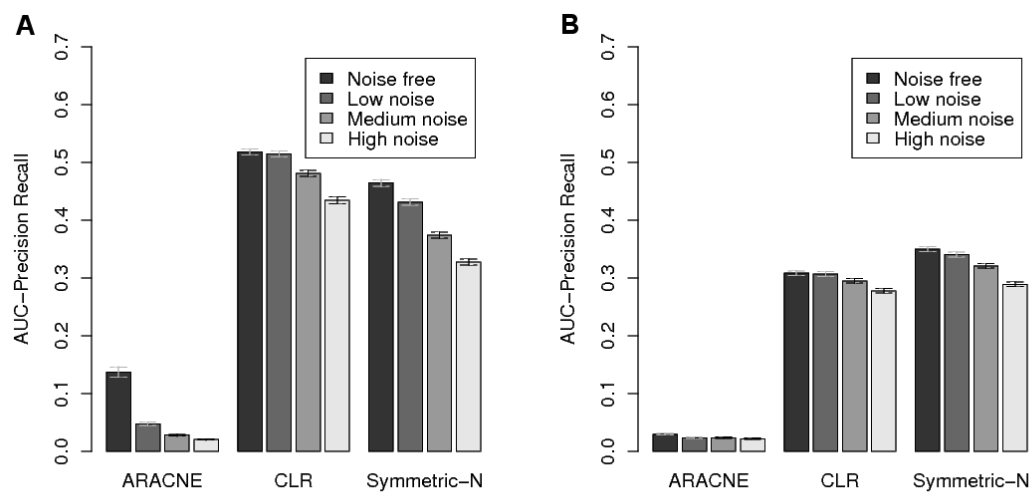 A
AUC-Precision Recall
0.7
0.6
0.5
0.4
0.3
0.2
0.1
0.0
Noise free
Low noise
Medium noise
High noise
ARACNE CLR Symmetric-N
B
AUC-Precision Recall
0.7
0.6
0.5
0.4
0.3
0.2
0.1
0.0
Noise free
Low noise
Medium noise
High noise
ARACNE CLR Symmetric-N